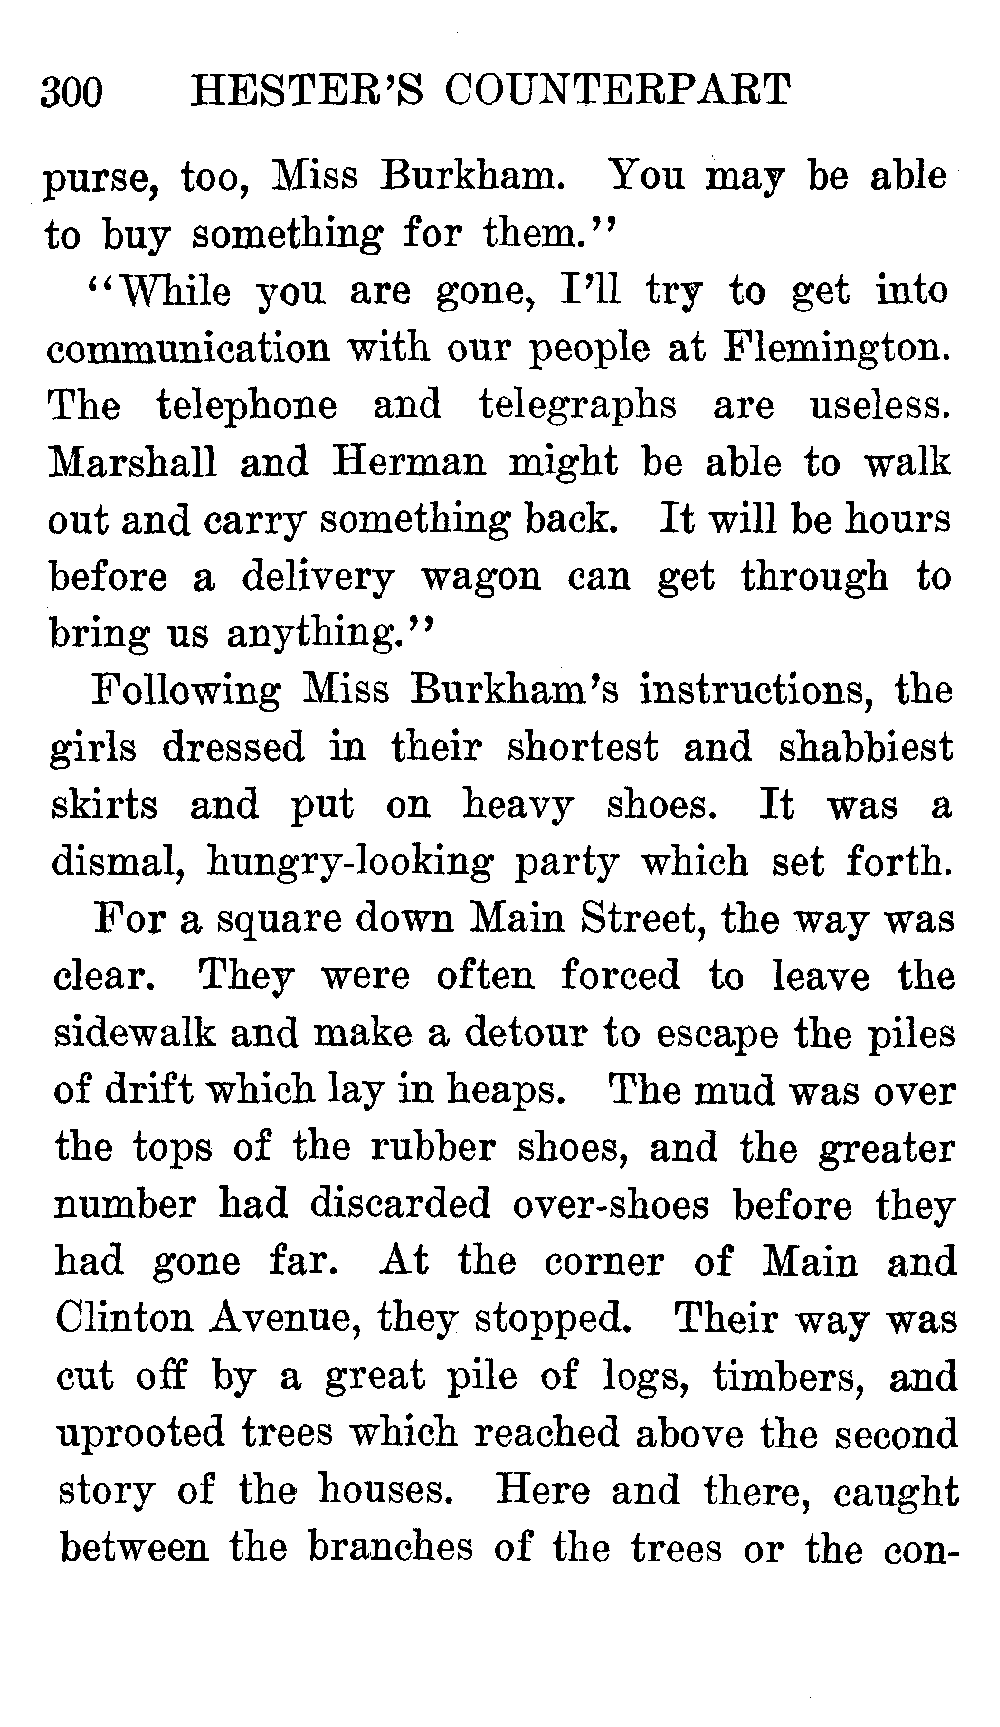 300 HESTER'S COUNTERPART
purse, too, Miss Burkham. You may be able
to buy something for them."
"While you are gone, I'll try to get into
communication with our people at Flemington.
The telephone and telegraphs are useless.
Marshall and Herman might be able to walk
out and carry something back. It will be hours
before a delivery wagon can get through to
bring us anything."
Following Miss Burkham's instructions, the
girls dressed in their shortest and shabbiest
skirts and put on heavy shoes. It was a
dismal, hungry-looking party which set forth.
For a square down Main Street, the way was
clear. They were often forced to leave the
sidewalk and make a detour to escape the piles
of drift which lay in heaps. The mud was over
the tops of the rubber shoes, and the greater
number had discarded over-shoes before they
had gone far. At the corner of Main and
Clinton Avenue, they stopped. Their way was
cut off by a great pile of logs, timbers, and
uprooted trees which reached above the second
story of the houses. Here and there, caught
between the branches of the trees or the con-